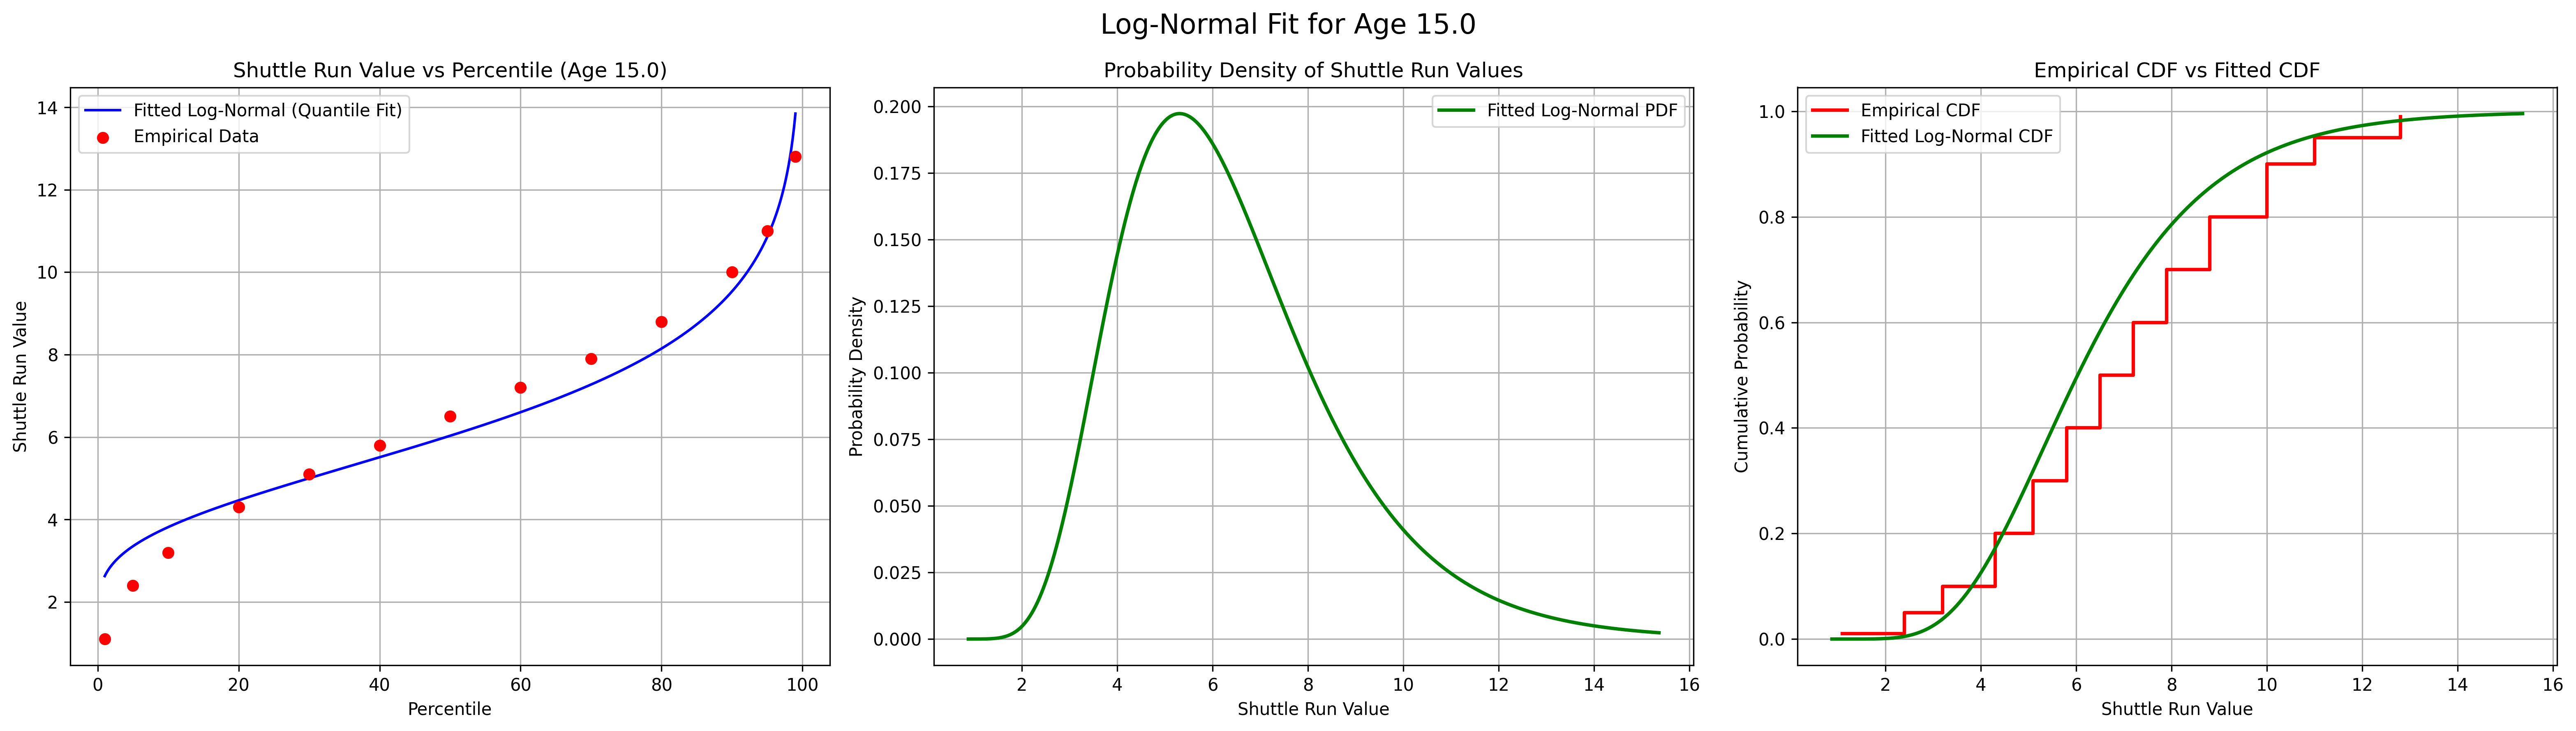 Log-Normal Fit for Age 15.0
Shuttle Run Value vs Percentile (Age 15.0)
Fitted Log-Normal (Quantile Fit)
Empirical Data
14
12
10
8
6
4
2
Shuttle Run Value
0 20 40 60 80 100
Percentile
Probability Density of Shuttle Run Values
Fitted Log-Normal PDF
0.200
0.175
0.150
0.125
0.100
0.075
0.050
0.025
0.000
Probability Density
2 4 6 8 10 12 14 16
Shuttle Run Value
Empirical CDF vs Fitted CDF
Empirical CDF
Fitted Log-Normal CDF
1.0
0.8
0.6
0.4
0.2
0.0
Cumulative Probability
2 4 6 8 10 12 14 16
Shuttle Run Value